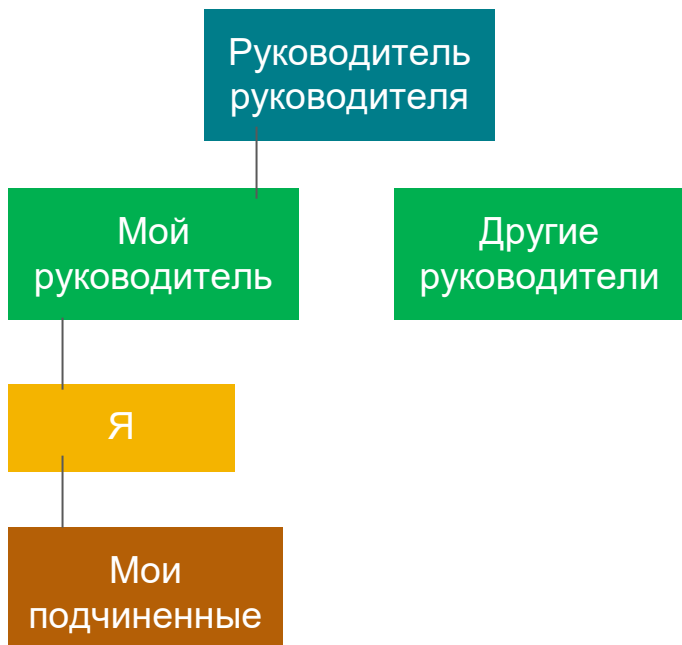 Руководитель
руководителя
Мой
руководитель
Другие
руководители
Я
Мои
подчиненные